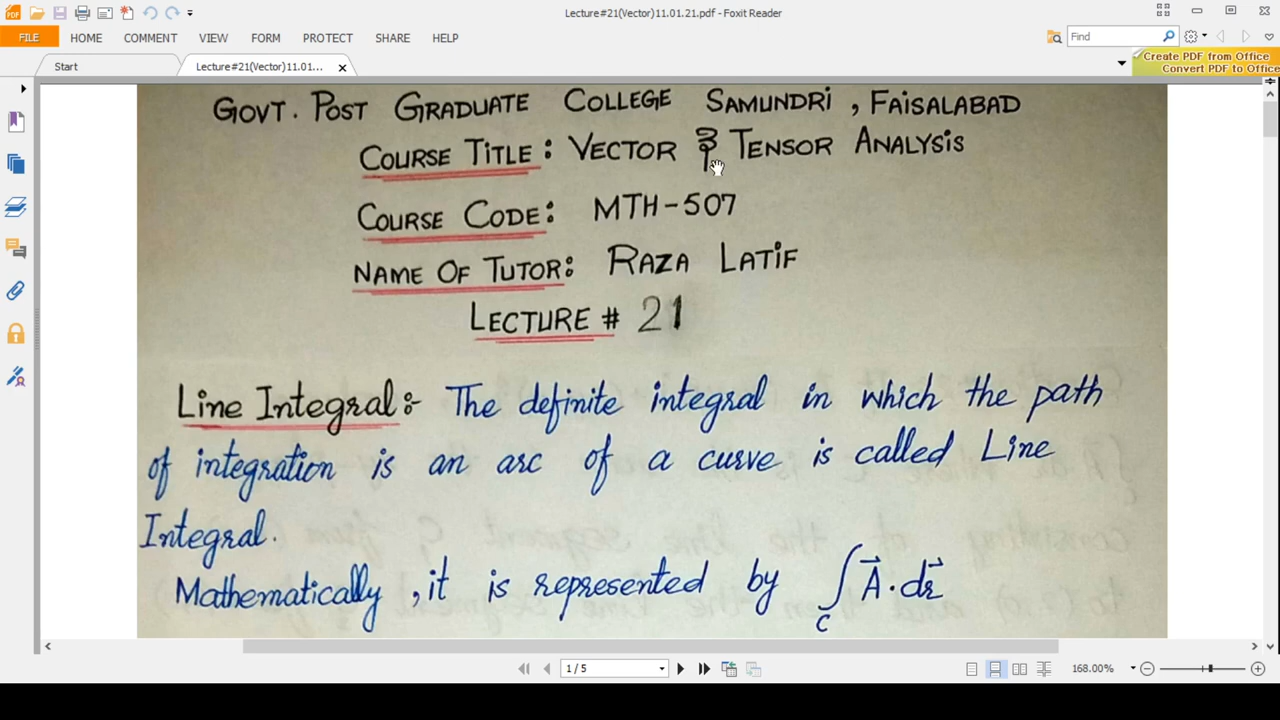 Lecture#21(Vector)11.01.21.pdf - Foxit Reader
FILE HOME COMMENT VIEW FORM PROTECT SHARE HELP Find
Start Lecture#21(Vector)11.01... Create PDF from Office
Convert PDF to Office
GOVT. POST GRADUATE COLLEGE SAMUNDRI, FAISALABAD
COURSE TITLE: VECTOR & TENSOR ANALYSIS
COURSE CODE: MTH-507
NAME OF TUTOR: RAZA LATIF
LECTURE # 21
Line Integral:- The definite integral in which the path
of integration is an arc of a curve is called Line
Integral.
Mathematically, it is represented by ∫_C A⃗ · dr⃗
1 / 5 168.00%